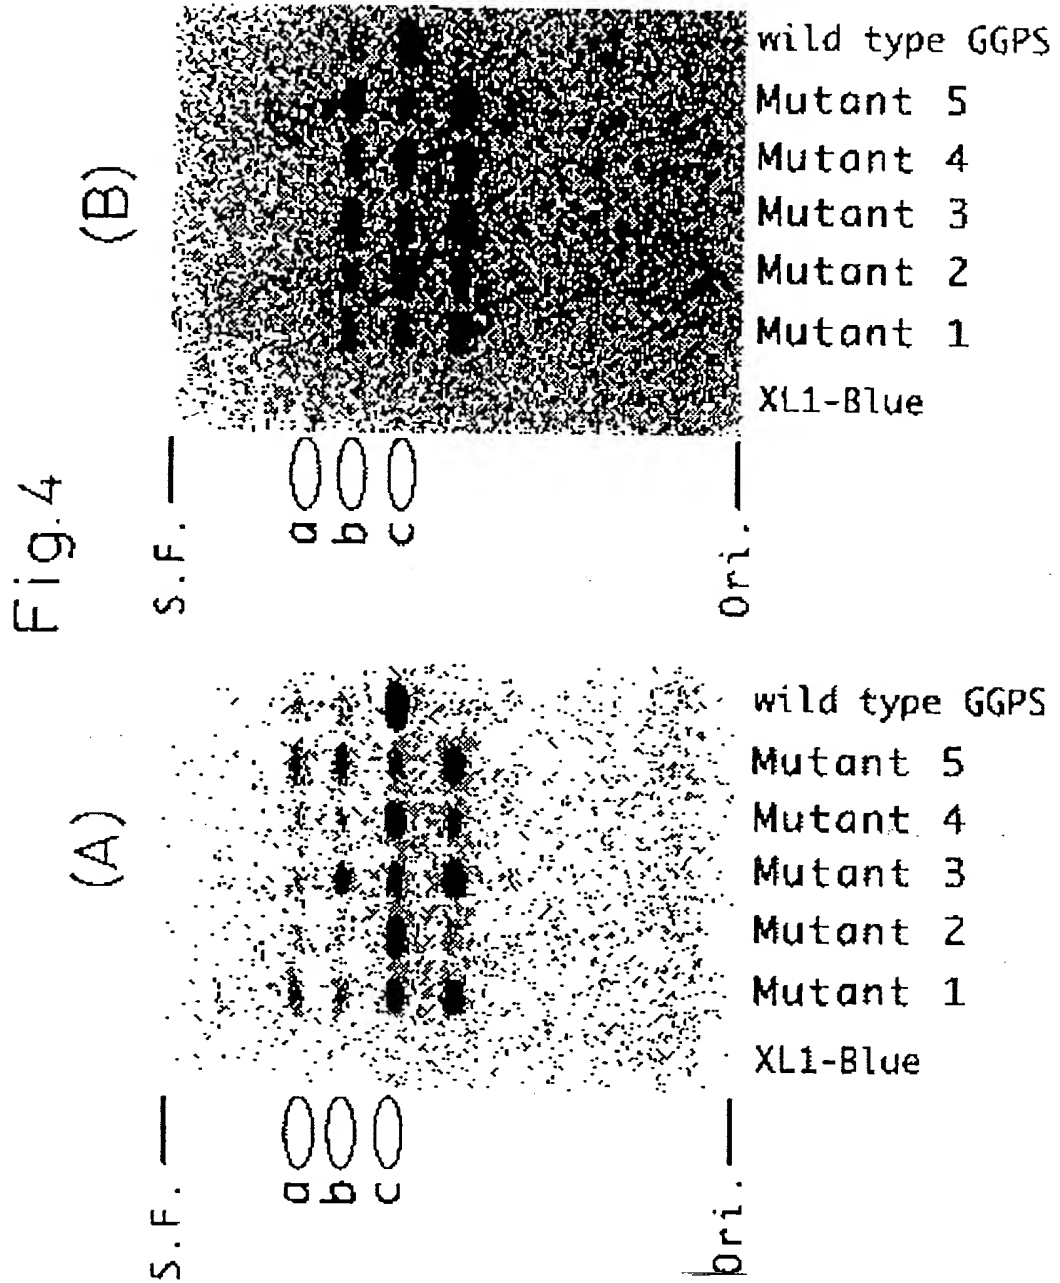 Fig.4
(A)
S.F.
a
b
c
Ori.
XL1-Blue
Mutant 1
Mutant 2
Mutant 3
Mutant 4
Mutant 5
wild type GGPS
(B)
S.F.
a
b
c
Ori.
XL1-Blue
Mutant 1
Mutant 2
Mutant 3
Mutant 4
Mutant 5
wild type GGPS